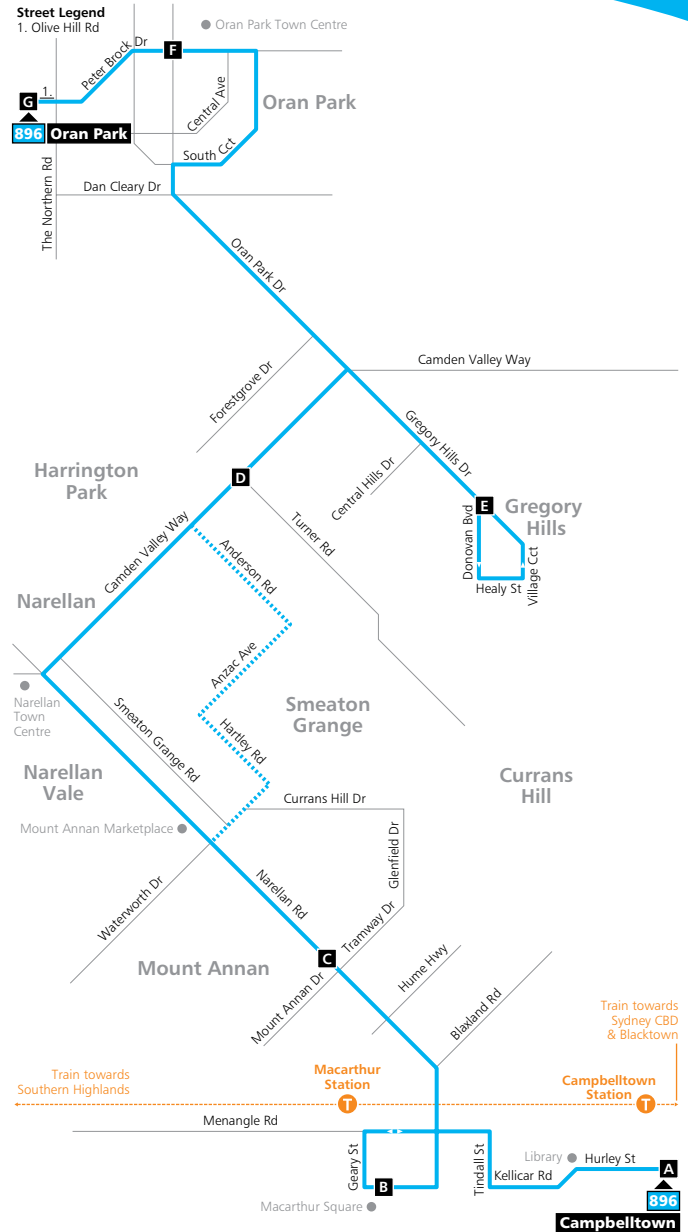 Street Legend
1. Olive Hill Rd
Oran Park Town Centre
Peter Brock Dr
F
1.
G
Central Ave
Oran Park
896 Oran Park
South Cct
The Northern Rd
Dan Cleary Dr
Oran Park Dr
Camden Valley Way
Forestgrove Dr
Gregory Hills Dr
Harrington
Park
D
Central Hills Dr
E
Gregory
Hills
Camden Valley Way
Turner Rd
Donovan Bvd
Village Cct
Anderson Rd
Healy St
Narellan
Anzac Ave
Narellan
Town
Centre
Smeaton Grange Rd
Smeaton
Grange
Hartley Rd
Narellan
Vale
Currans
Hill
Currans Hill Dr
Mount Annan Marketplace
Glenfield Dr
Waterworth Dr
Narellan Rd
Tramway Dr
Mount Annan
C
Mount Annan Dr
Hume Hwy
Blaxland Rd
Train towards
Sydney CBD
& Blacktown
Train towards
Southern Highlands
Macarthur
Station
T
Campbelltown
Station
T
Menangle Rd
Geary St
Tindall St
Library
Hurley St
A
Kellicar Rd
B
896
Macarthur Square
Campbelltown